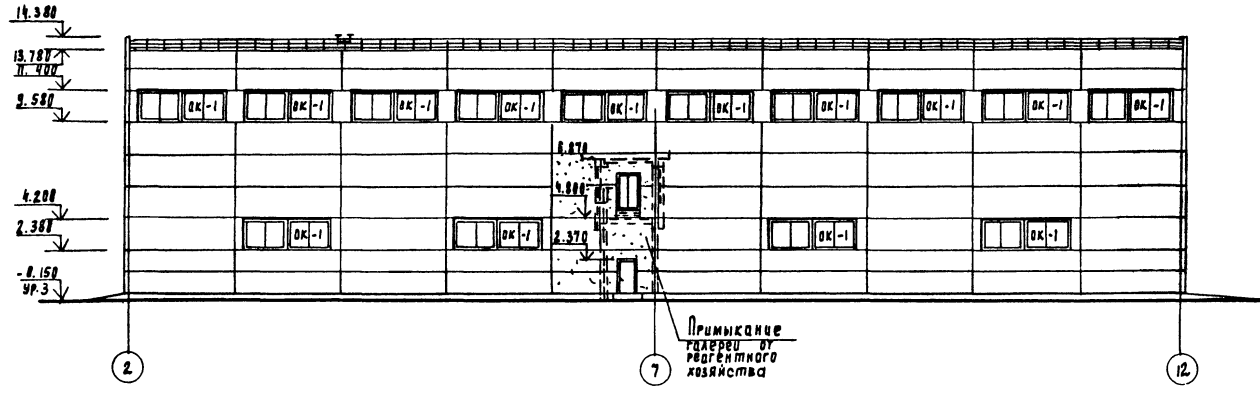 14.380
13.780
П. 400
9.580
ОК-1 ОК-1 ОК-1 ОК-1 ОК-1 ОК-1 ОК-1 ОК-1 ОК-1 ОК-1
6.870
4.800
4.200
ОК-1 ОК-1 ОК-1 ОК-1
2.380
2.370
-0.150
УР.З
Примыкание
галереи от
реагентного
хозяйства
2 7 12